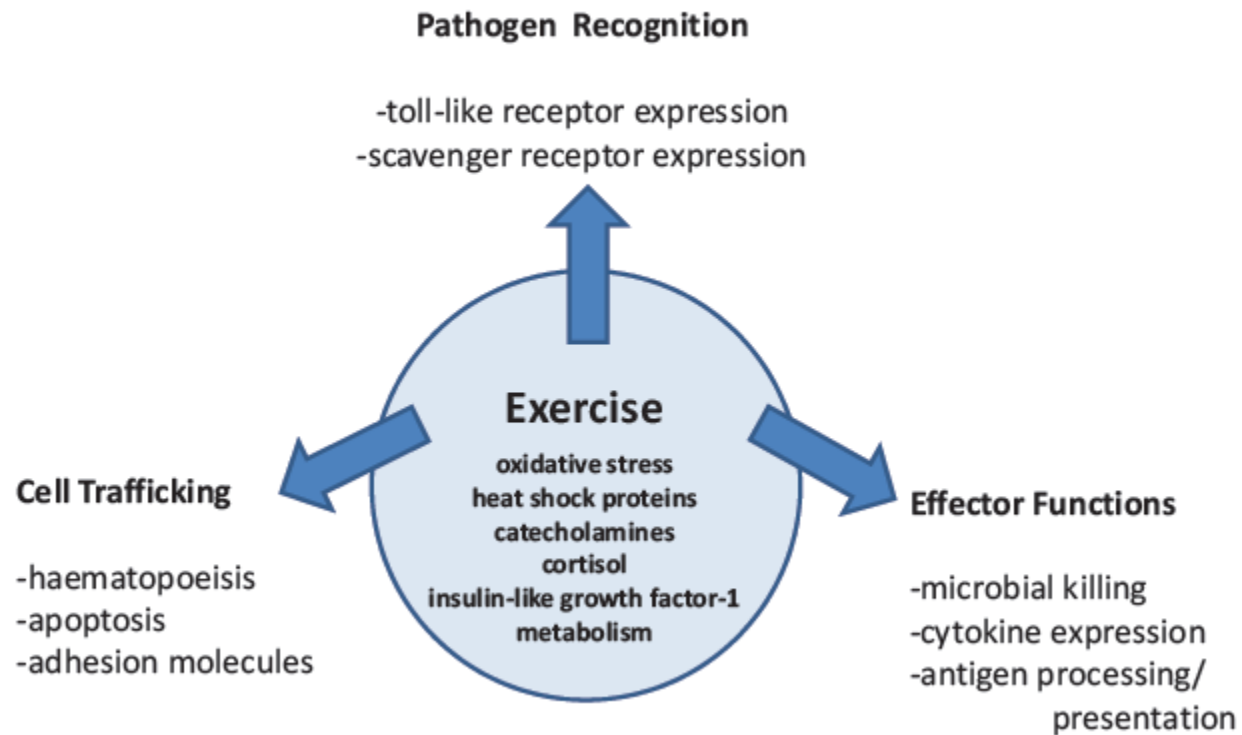 Pathogen Recognition
-toll-like receptor expression
-scavenger receptor expression
Exercise
oxidative stress
heat shock proteins
catecholamines
cortisol
insulin-like growth factor-1
metabolism
Cell Trafficking
-haematopoeisis
-apoptosis
-adhesion molecules
Effector Functions
-microbial killing
-cytokine expression
-antigen processing/
presentation